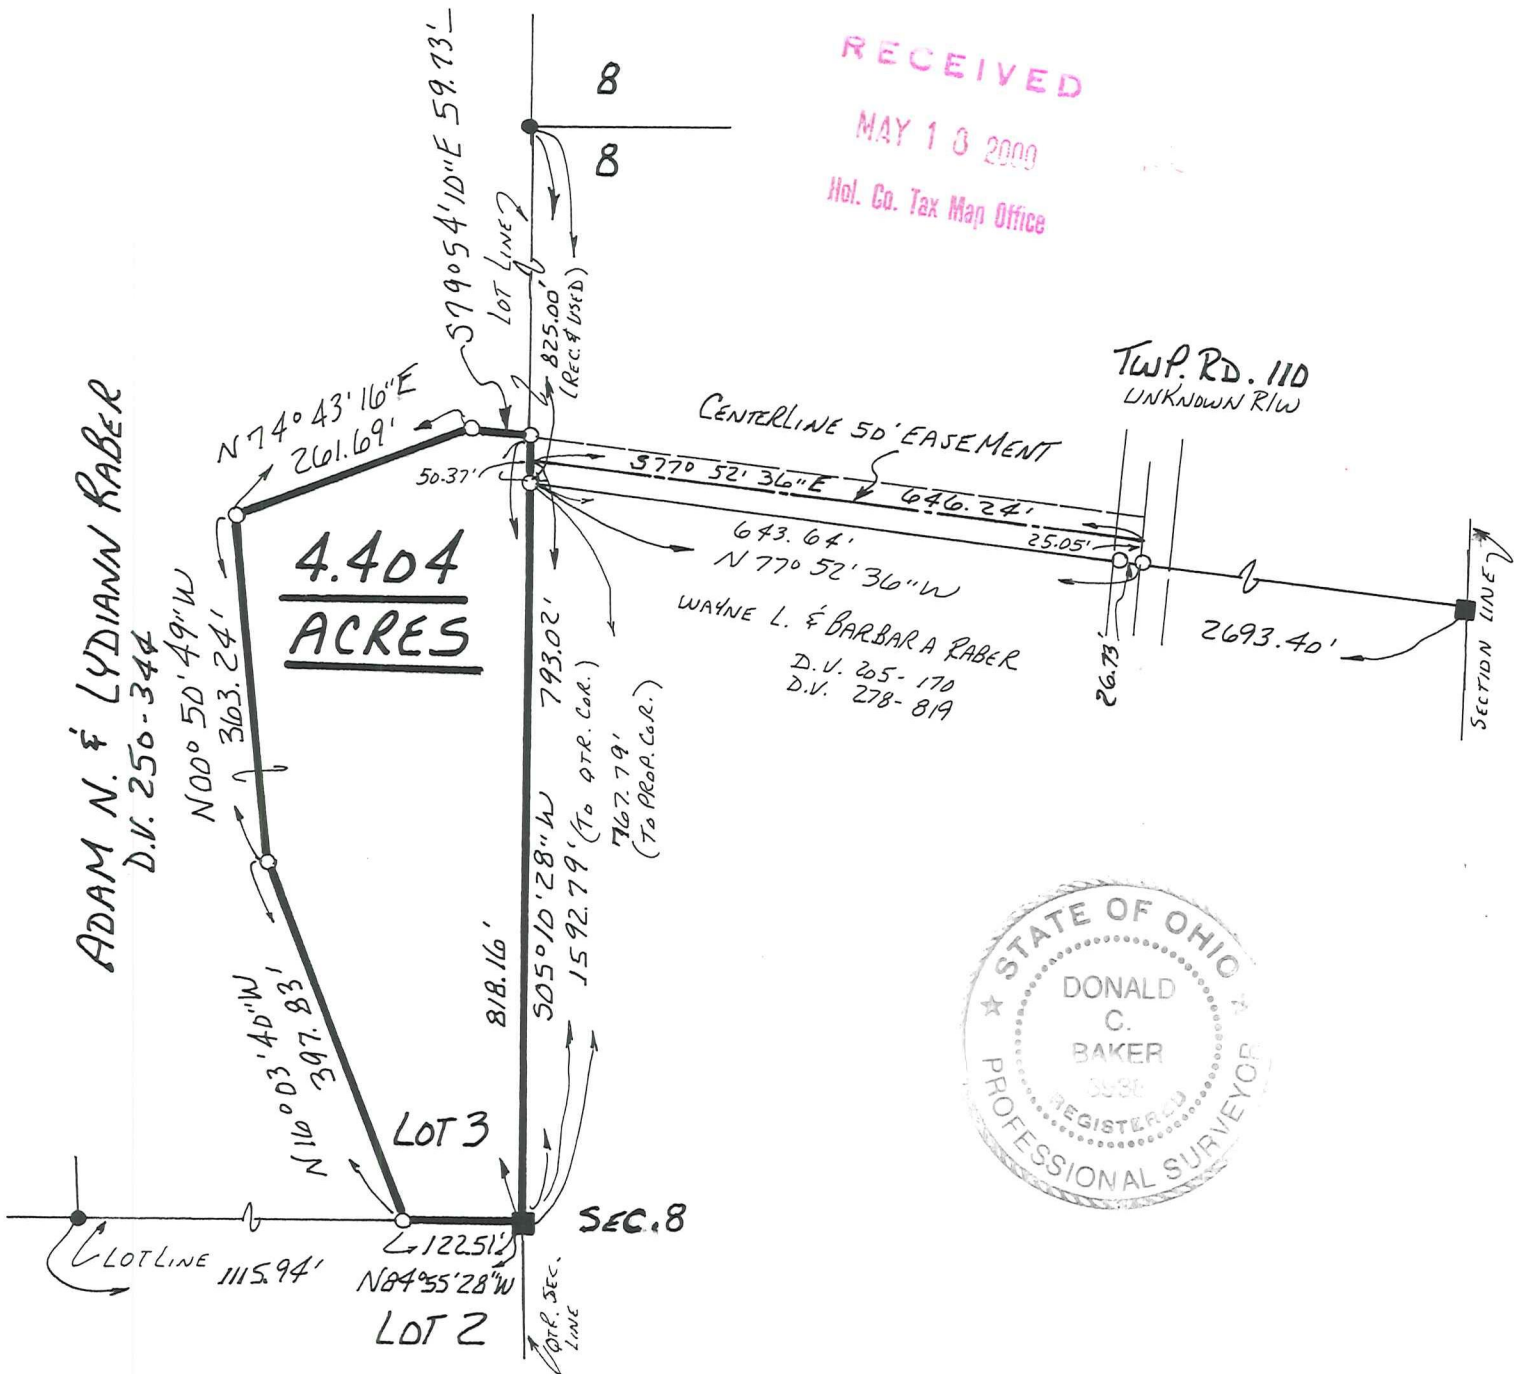 RECEIVED
MAY 1 8 2000
Hol. Co. Tax Map Office
8
8
S79°54'10"E 59.73'
LOT LINE
825.00'
(REC. & USED)
TWP. RD. 110
UNKNOWN R/W
N74°43'16"E
261.69'
50.37'
CENTERLINE 50' EASEMENT
S77° 52' 36"E 646.24'
643.64'
N 77° 52' 36"W
25.05'
26.73'
2693.40'
SECTION LINE
WAYNE L. & BARBARA RABER
D.V. 205-170
D.V. 278-819
ADAM N. & LYDIANN RABER
D.V. 250-344
4.404
ACRES
N00° 50' 49"W
363.24'
793.02'
767.79'
(TO PROP. COR.)
S05°10'28"W
1592.79' (TO QTR. COR.)
818.16'
N16°03'40"W
397.83'
LOT 3
SEC. 8
LOT LINE 1115.94'
122.51'
N84°55'28"W
LOT 2
QTR. SEC.
LINE
STATE OF OHIO
DONALD
C.
BAKER
REGISTERED
PROFESSIONAL SURVEYOR